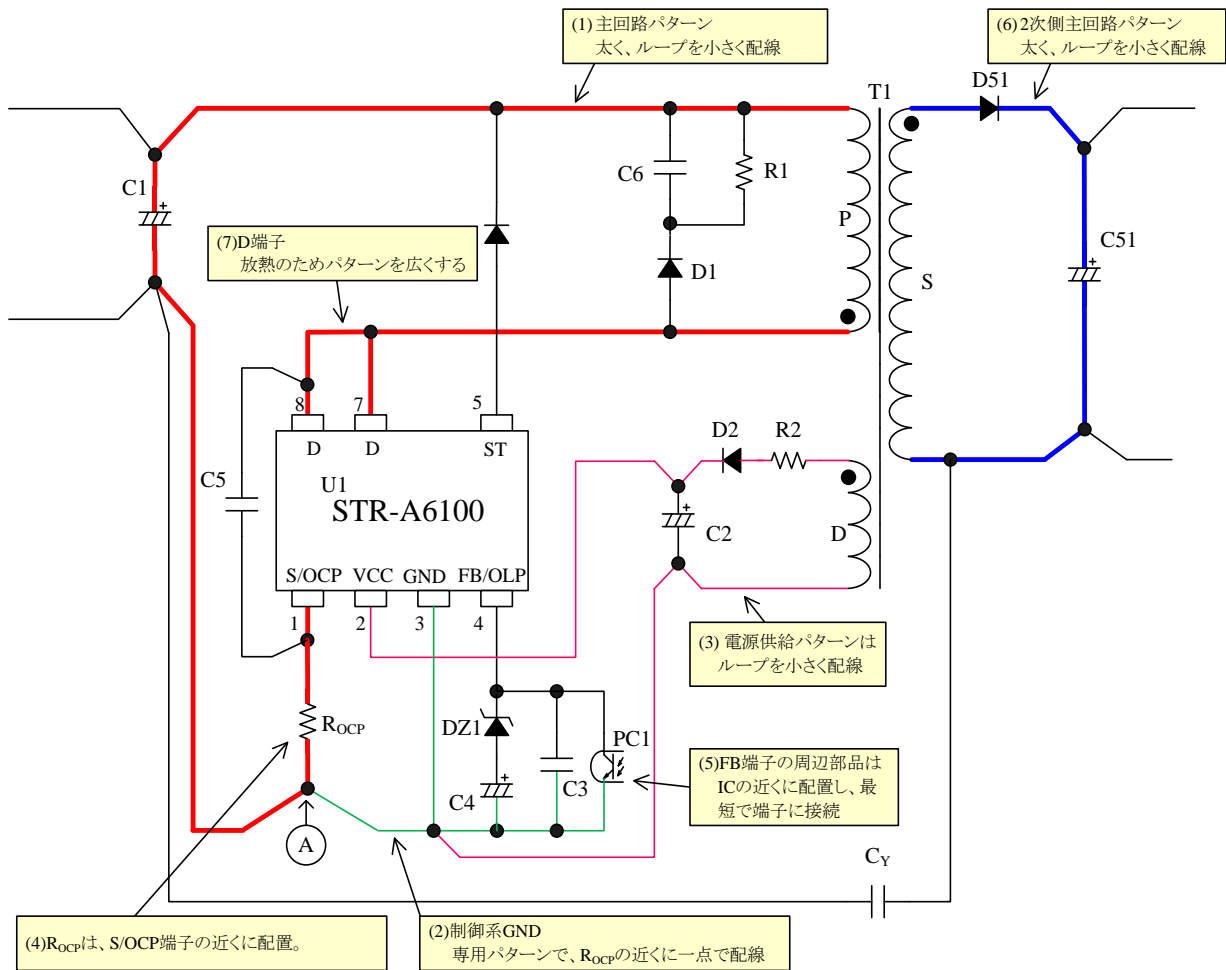 (1) 主回路パターン
太く、ループを小さく配線
(6) 2次側主回路パターン
太く、ループを小さく配線
D51
T1
C1
C6
R1
P
S
C51
(7)D端子
放熱のためパターンを広くする
D1
8
7
5
D
D
ST
C5
U1
STR-A6100
D2
R2
C2
D
S/OCP
VCC
GND
FB/OLP
1
2
3
4
(3) 電源供給パターンは
ループを小さく配線
ROCP
DZ1
PC1
C4
C3
(5)FB端子の周辺部品は
ICの近くに配置し、最
短で端子に接続
A
CY
(4)ROCPは、S/OCP端子の近くに配置。
(2)制御系GND
専用パターンで、ROCPの近くに一点で配線